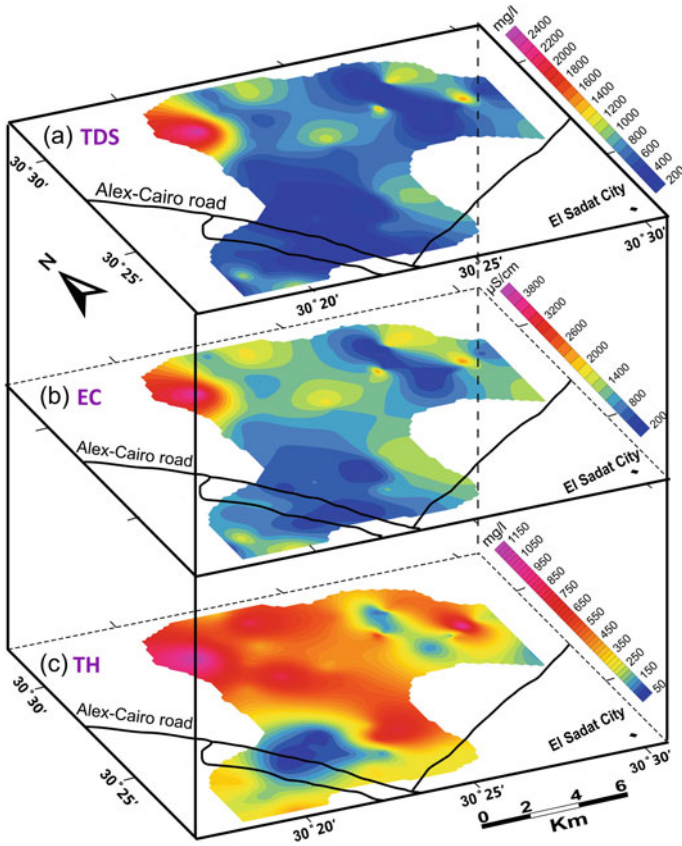 mg/l
2400
2200
2000
1800
1600
1400
1200
1000
800
600
400
200
(a) TDS
30° 30'
Alex-Cairo road
30° 25'
El Sadat City
30° 30'
30° 25'
30° 20'
N
µS/cm
3800
3200
2600
2000
1400
800
200
(b) EC
Alex-Cairo road
El Sadat City
mg/l
1150
1050
950
850
750
650
550
450
350
250
150
50
(c) TH
30° 30'
Alex-Cairo road
30° 25'
El Sadat City
30° 30'
30° 25'
30° 20'
0 2 4 6
Km